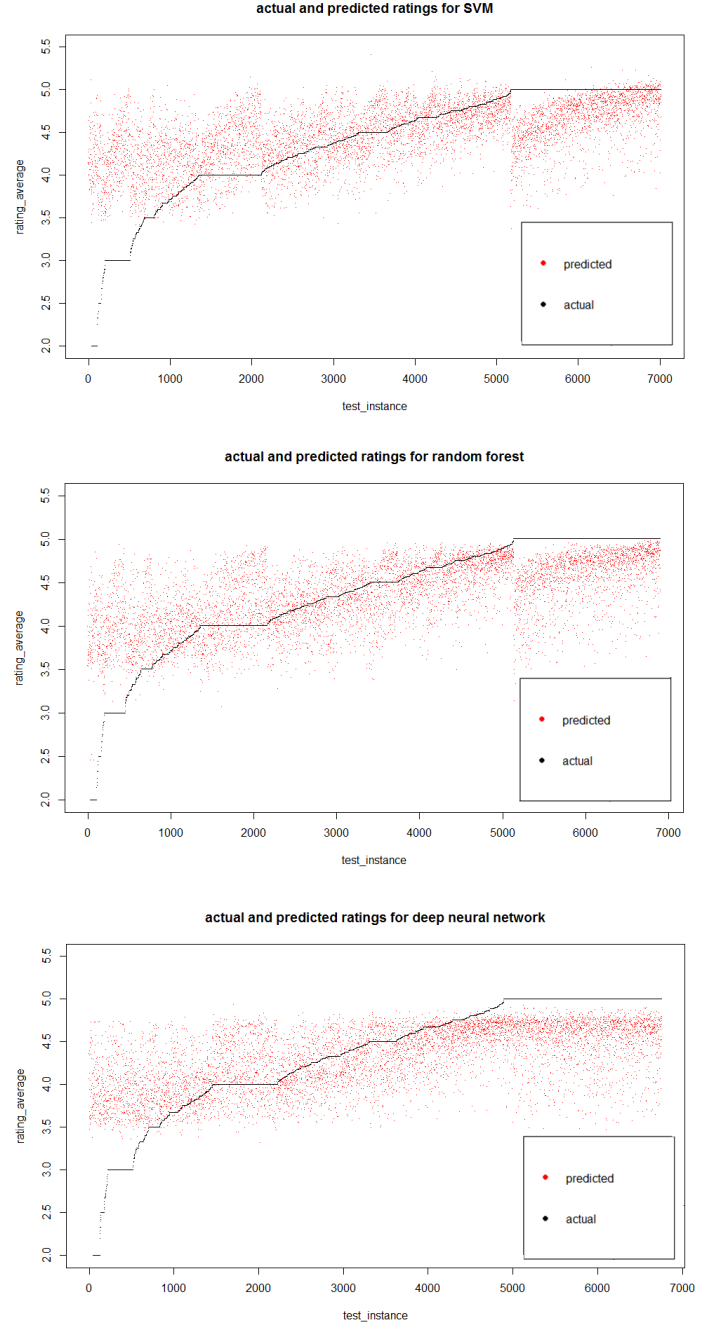 actual and predicted ratings for SVM
rating_average
5.5
5.0
4.5
4.0
3.5
3.0
2.5
2.0
predicted
actual
0 1000 2000 3000 4000 5000 6000 7000
test_instance
actual and predicted ratings for random forest
rating_average
5.5
5.0
4.5
4.0
3.5
3.0
2.5
2.0
predicted
actual
0 1000 2000 3000 4000 5000 6000 7000
test_instance
actual and predicted ratings for deep neural network
rating_average
5.5
5.0
4.5
4.0
3.5
3.0
2.5
2.0
predicted
actual
0 1000 2000 3000 4000 5000 6000 7000
test_instance